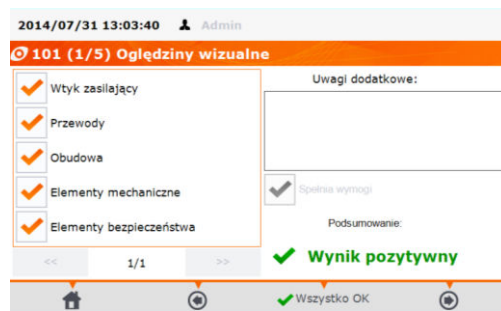 2014/07/31 13:03:40 Admin
101 (1/5) Oględziny wizualne
Wtyk zasilający
Przewody
Obudowa
Elementy mechaniczne
Elementy bezpieczeństwa
<< 1/1 >>
Uwagi dodatkowe:
Spełnia wymogi
Podsumowanie:
Wynik pozytywny
Wszystko OK